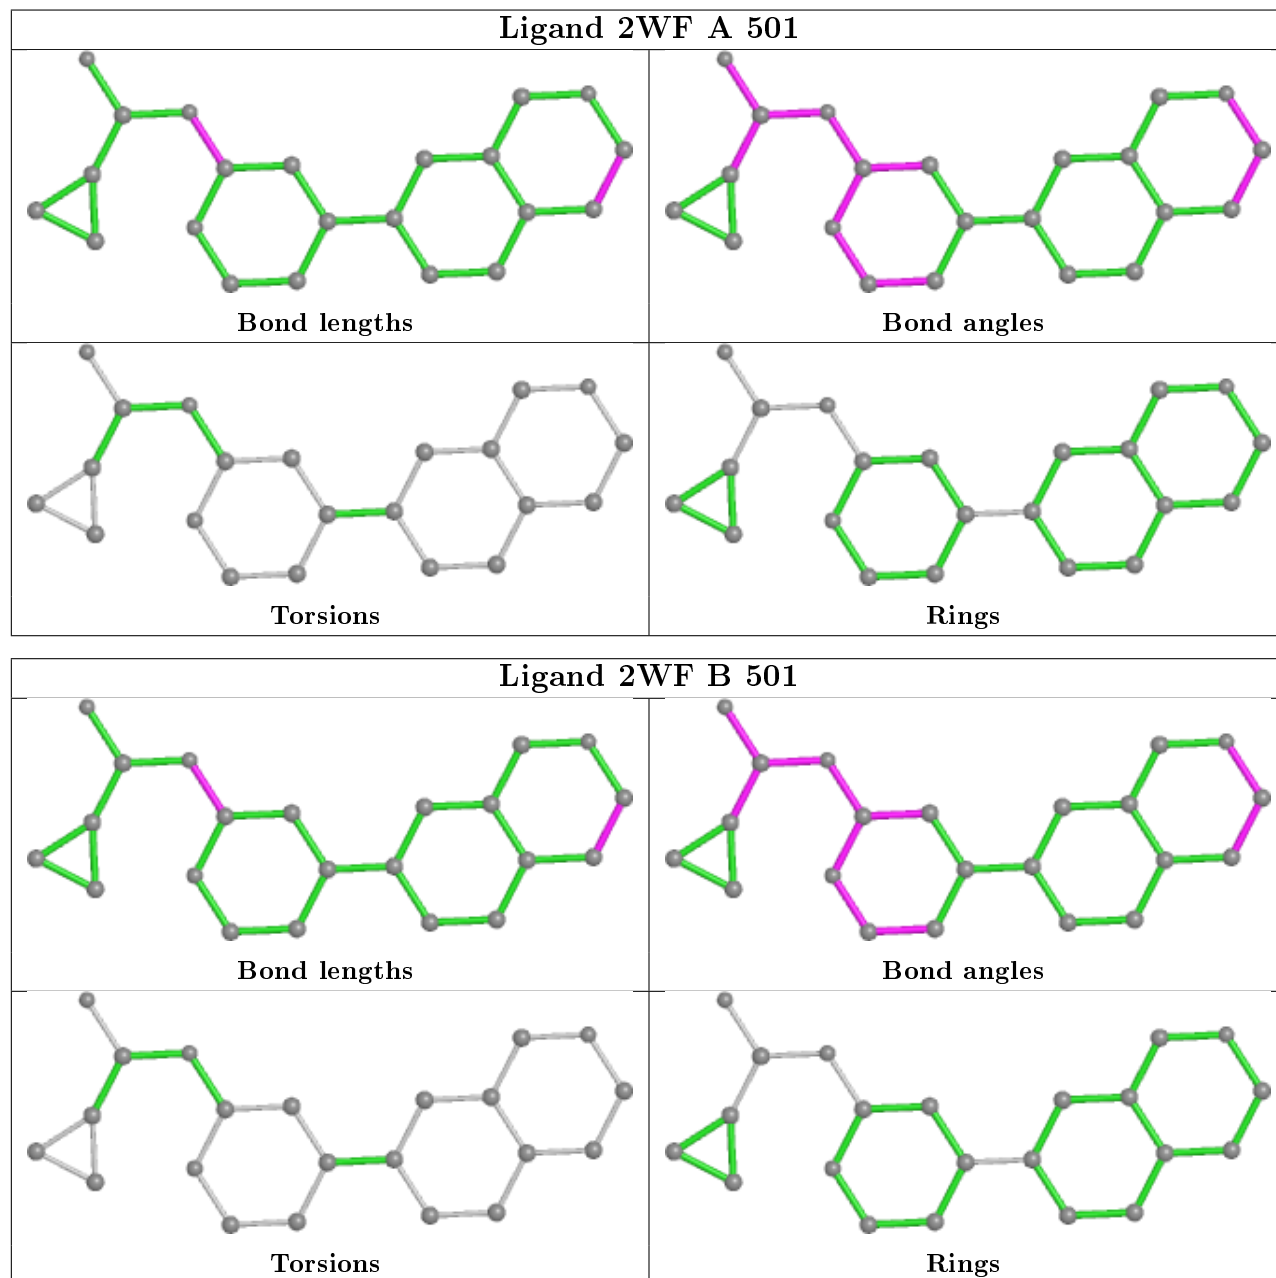 Ligand 2WF A 501
Bond lengths
Bond angles
Torsions
Rings
Ligand 2WF B 501
Bond lengths
Bond angles
Torsions
Rings